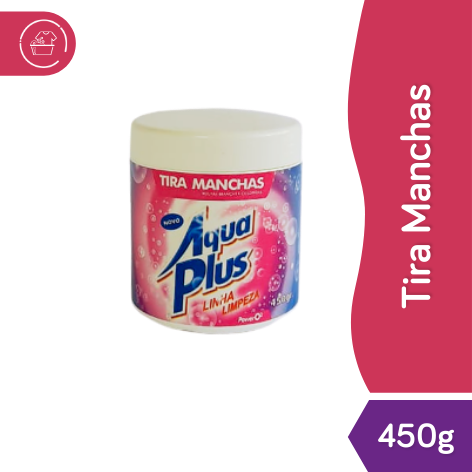 TIRA MANCHAS
NOVO
Aqua
Plus
LINHA
LIMPEZA
450g
Tira Manchas
450g